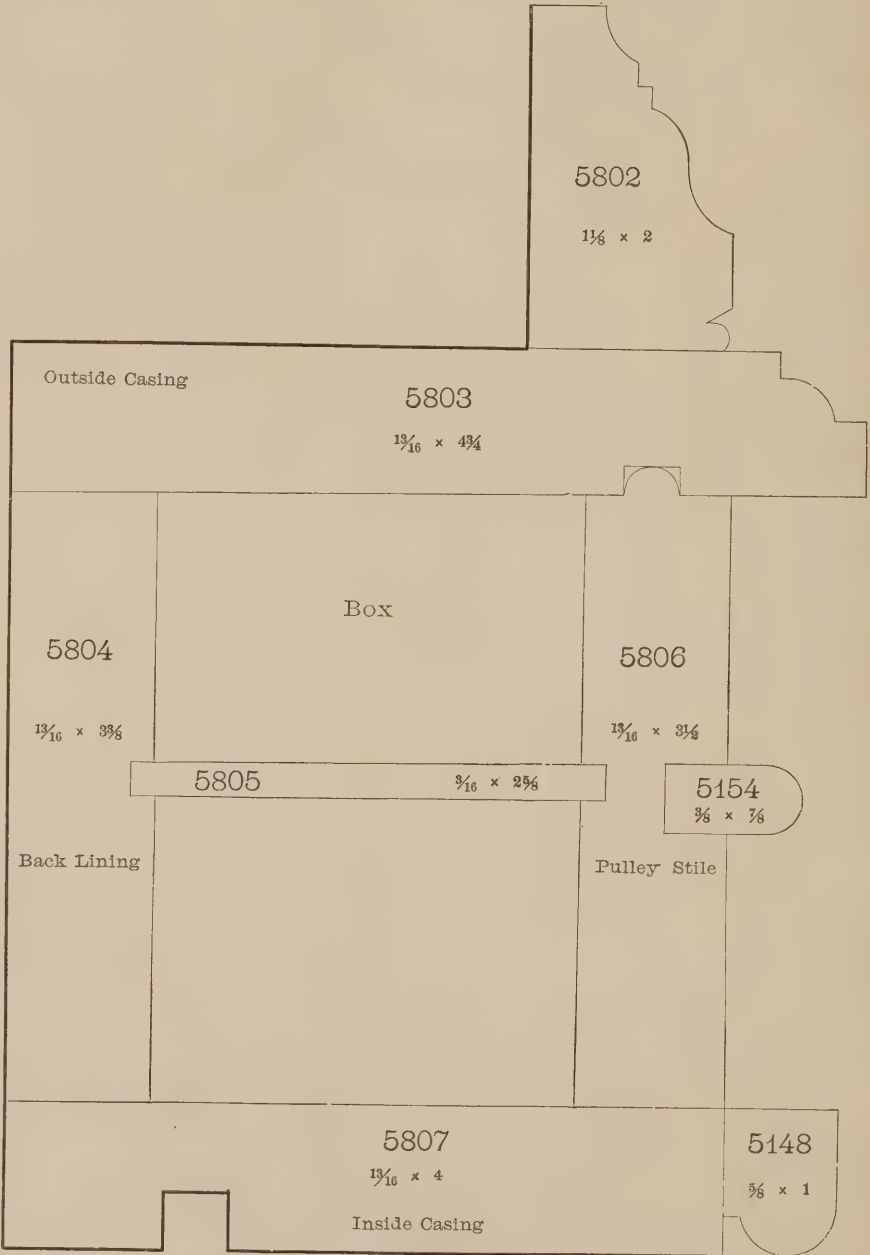 5802
1⅛ × 2
Outside Casing
5803
13/16 × 4¾
Box
5804
13/16 × 3⅜
5806
13/16 × 3½
5805
3/16 × 2⅝
5154
⅜ × ⅞
Back Lining
Pulley Stile
5807
13/16 × 4
Inside Casing
5148
⅝ × 1